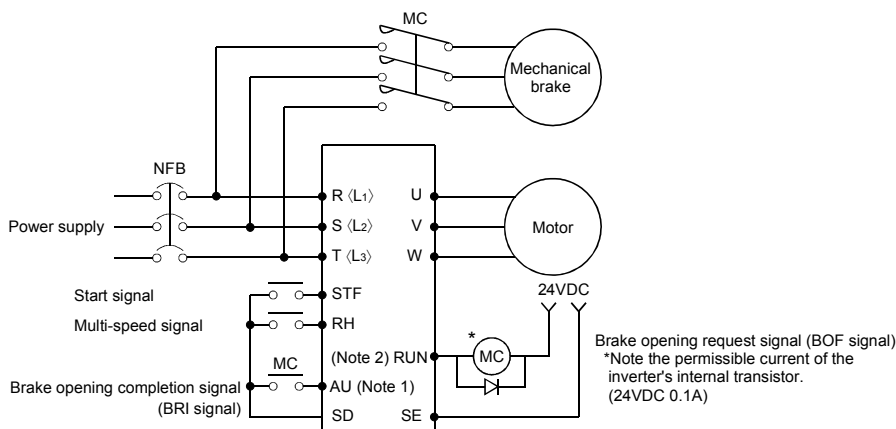 MC
Mechanical
brake
NFB
R ⟨L1⟩
U
S ⟨L2⟩
V
Power supply
Motor
T ⟨L3⟩
W
24VDC
Start signal
STF
Multi-speed signal
RH
Brake opening request signal (BOF signal)
*Note the permissible current of the
inverter's internal transistor.
(24VDC 0.1A)
*
(Note 2) RUN
MC
MC
Brake opening completion signal
(BRI signal)
AU (Note 1)
SD
SE